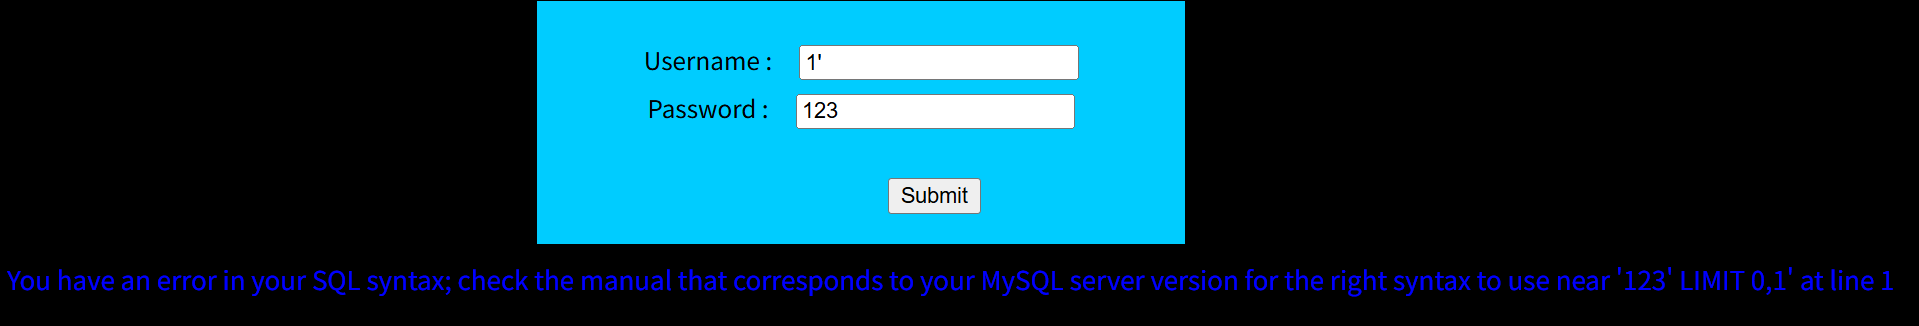 Username : 1'
Password : 123
Submit
You have an error in your SQL syntax; check the manual that corresponds to your MySQL server version for the right syntax to use near '123' LIMIT 0,1' at line 1